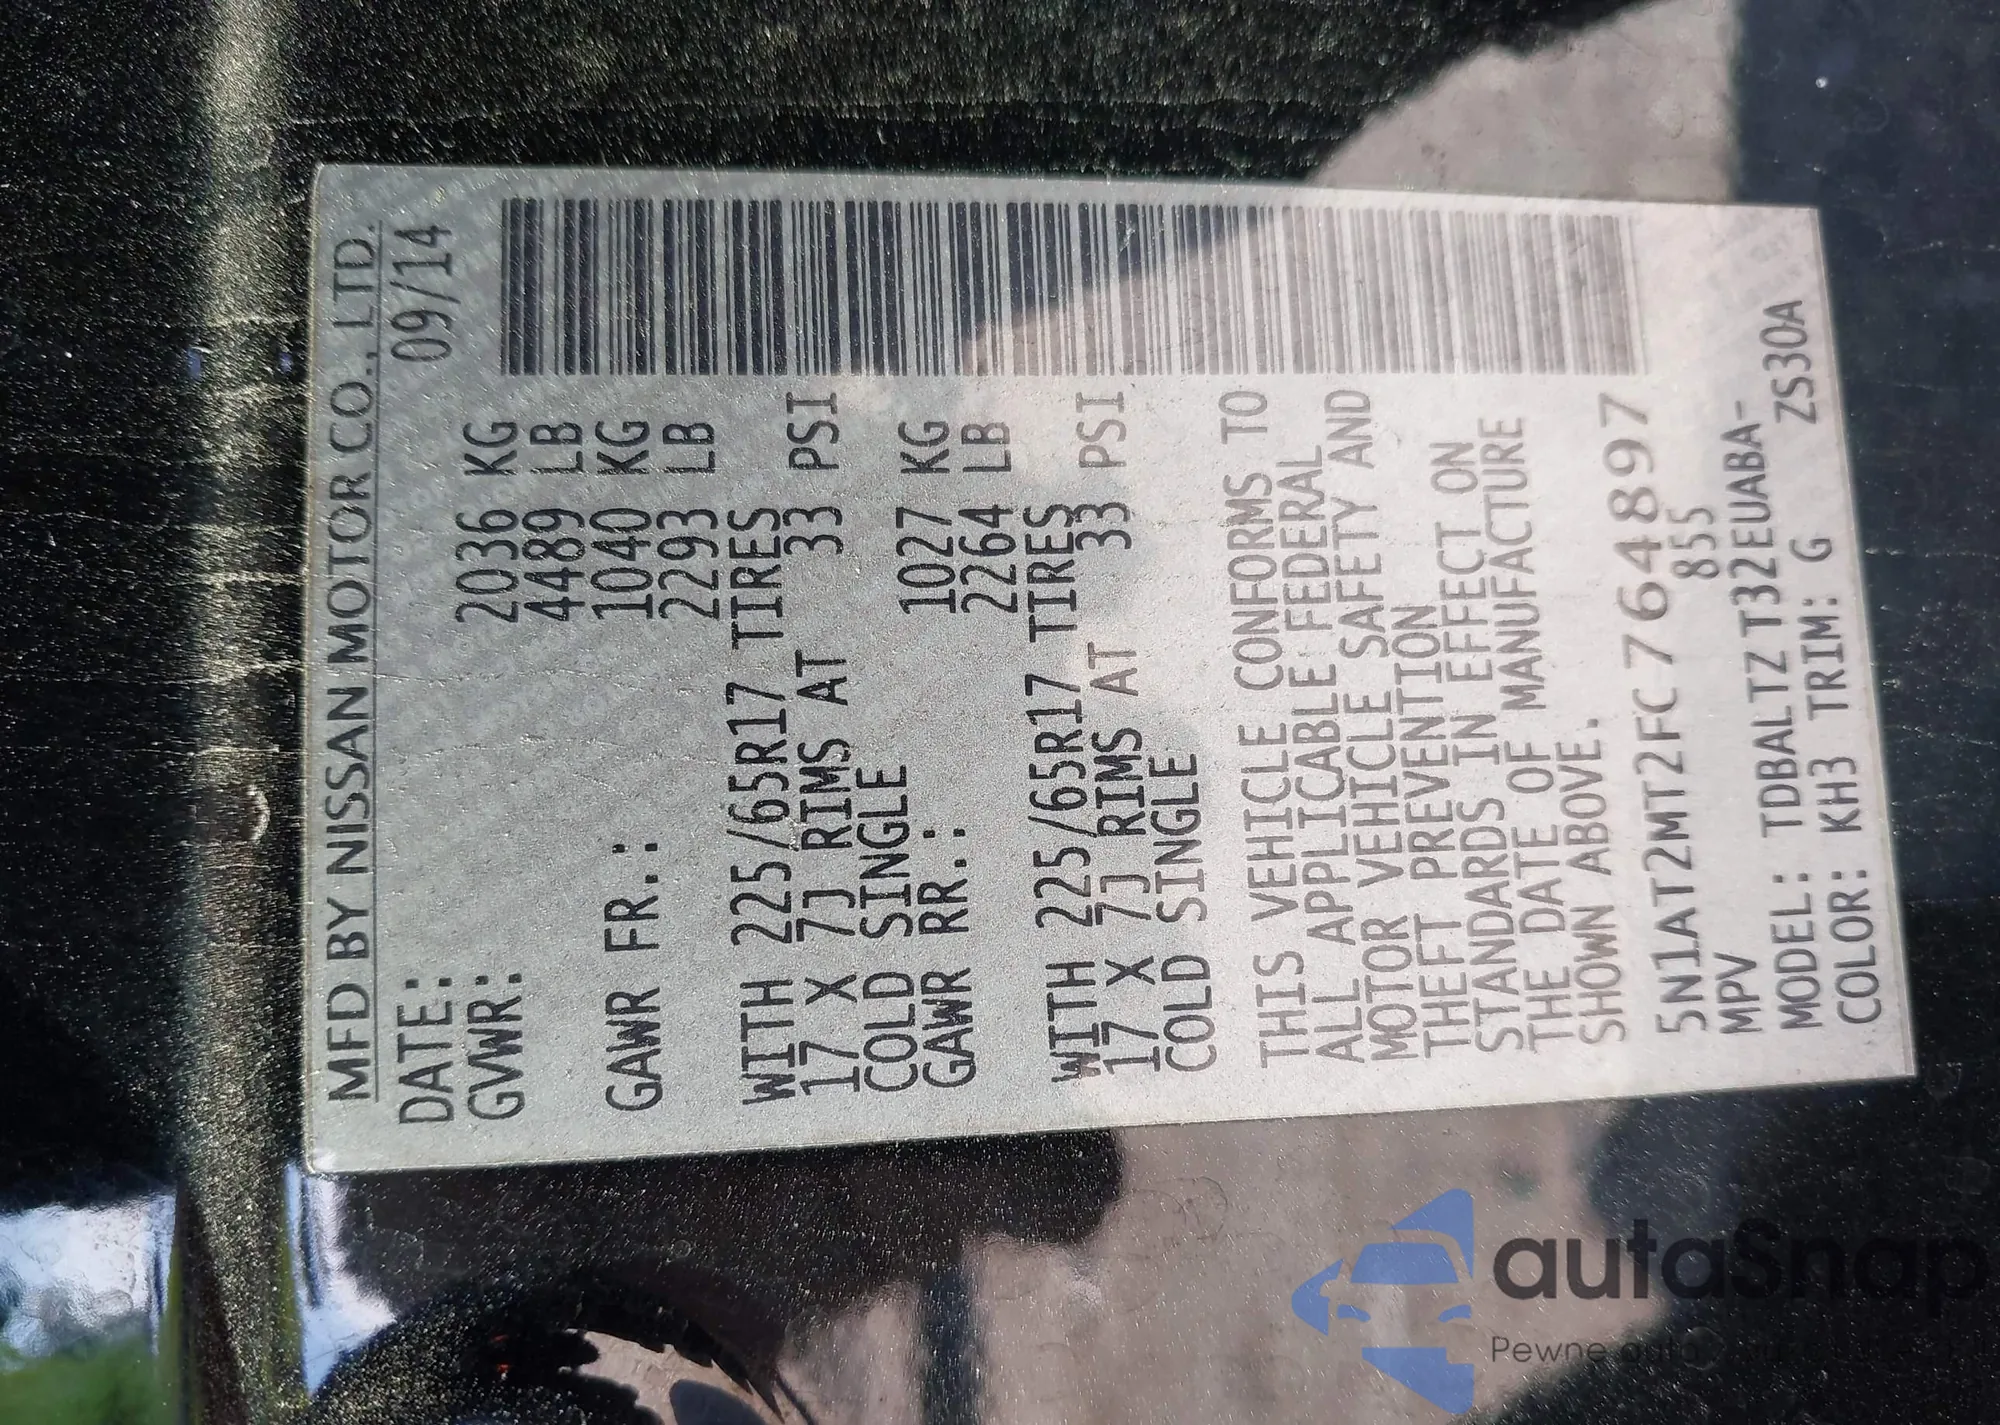 MFD BY NISSAN MOTOR CO., LTD.
DATE: 09/14
GVWR: 2036 KG
4489 LB
GAWR FR.: 1040 KG
2293 LB
WITH 225/65R17 TIRES
17 X 7J RIMS AT 33 PSI
COLD SINGLE
GAWR RR.: 1027 KG
2264 LB
WITH 225/65R17 TIRES
17 X 7J RIMS AT 33 PSI
COLD SINGLE
THIS VEHICLE CONFORMS TO
ALL APPLICABLE FEDERAL
MOTOR VEHICLE SAFETY AND
THEFT PREVENTION
STANDARDS IN EFFECT ON
THE DATE OF MANUFACTURE
SHOWN ABOVE.
5N1AT2MT2FC764897
MPV 855
MODEL: TDBALTZ T32EUABA-
COLOR: KH3 TRIM: G ZS30A
autaSnap
Pewne auta